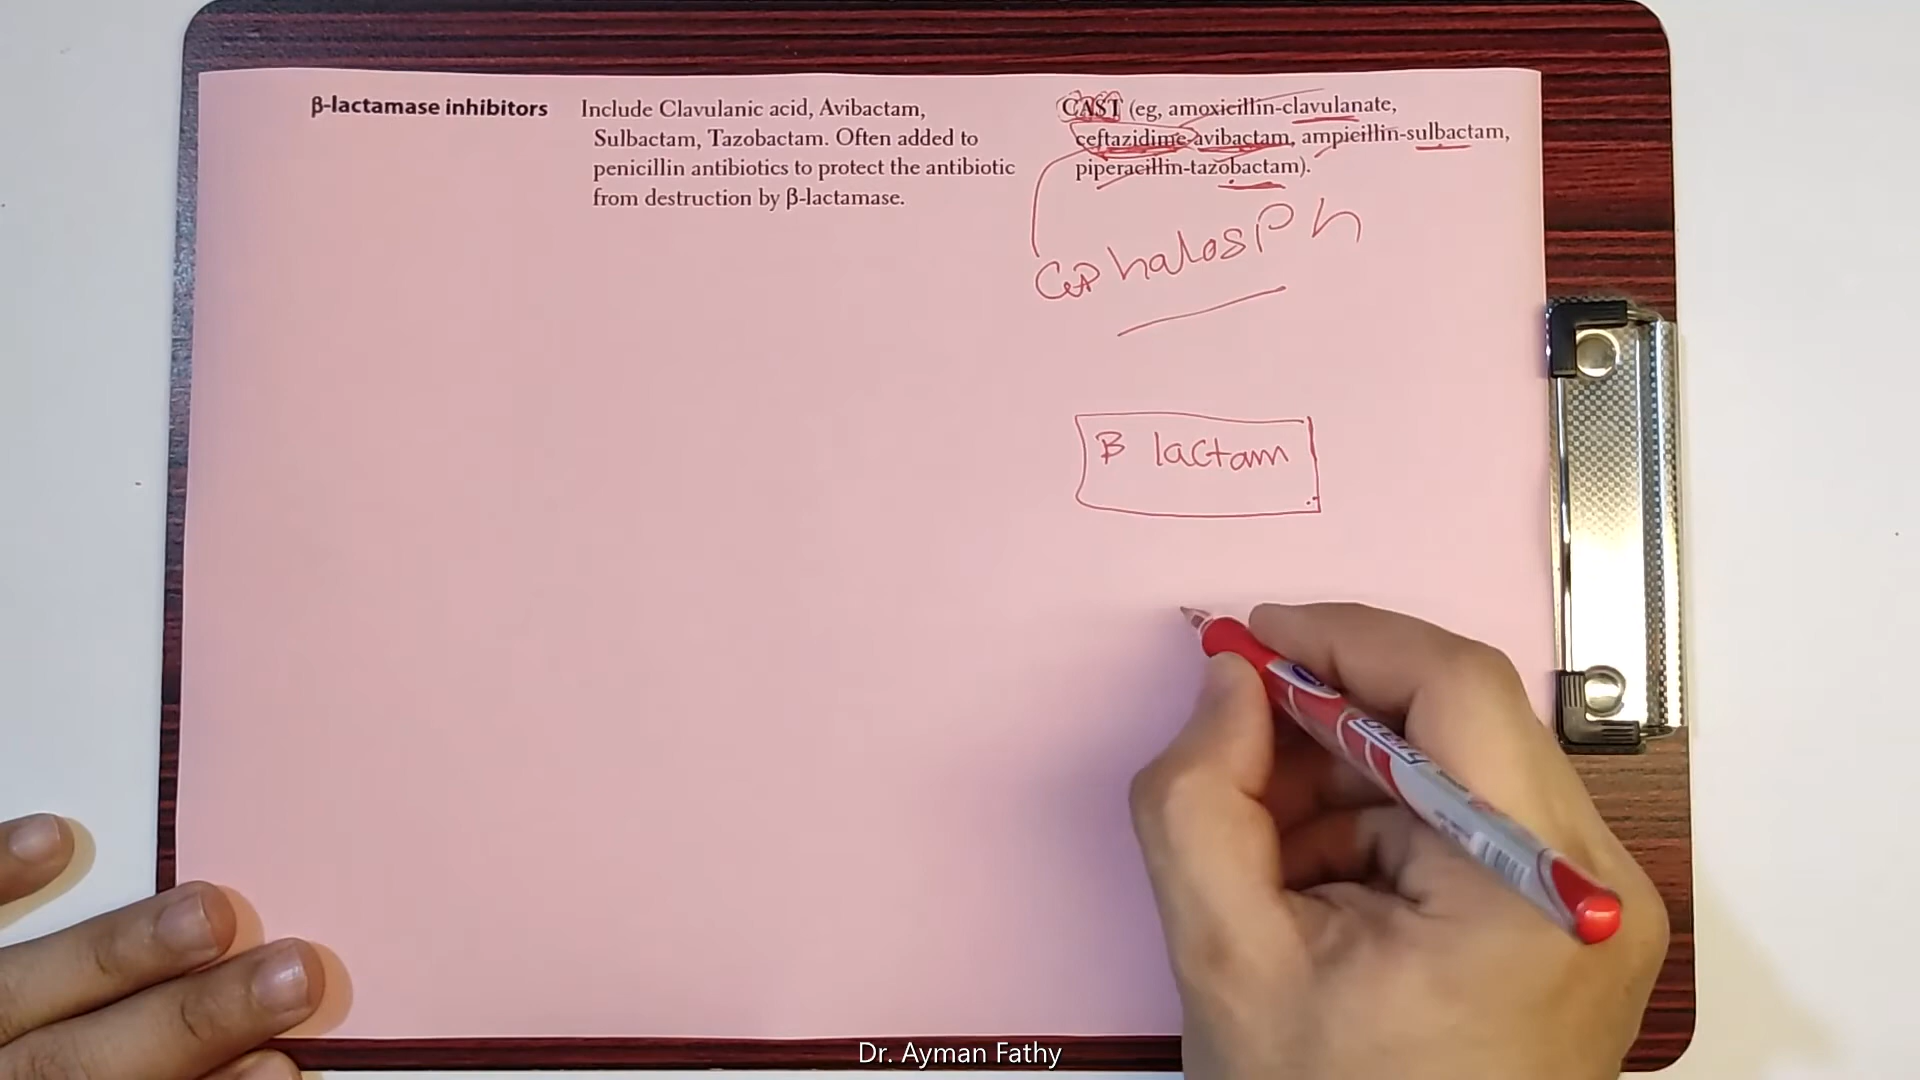 β-lactamase inhibitors
Include Clavulanic acid, Avibactam,
Sulbactam, Tazobactam. Often added to
penicillin antibiotics to protect the antibiotic
from destruction by β-lactamase.
CAST (eg, amoxicillin-clavulanate,
ceftazidime-avibactam, ampicillin-sulbactam,
piperacillin-tazobactam).
CePhalosPh
B lactam
Dr. Ayman Fathy